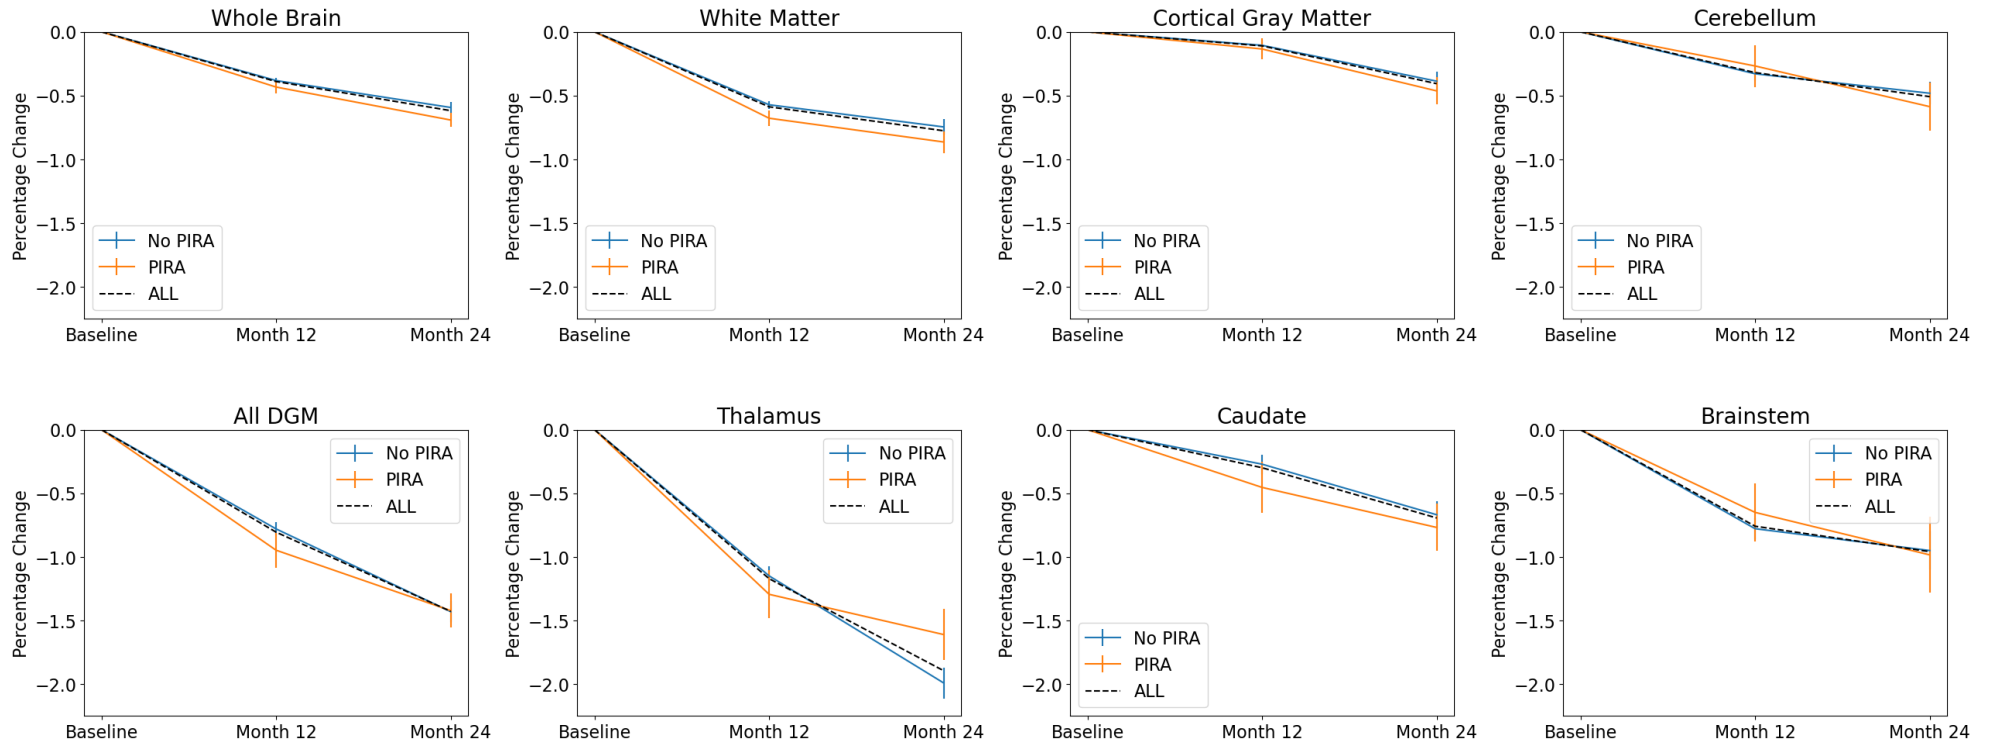 Whole Brain
0.0
−0.5
−1.0
−1.5
−2.0
Percentage Change
No PIRA
PIRA
ALL
Baseline
Month 12
Month 24
White Matter
0.0
−0.5
−1.0
−1.5
−2.0
Percentage Change
No PIRA
PIRA
ALL
Baseline
Month 12
Month 24
Cortical Gray Matter
0.0
−0.5
−1.0
−1.5
−2.0
Percentage Change
No PIRA
PIRA
ALL
Baseline
Month 12
Month 24
Cerebellum
0.0
−0.5
−1.0
−1.5
−2.0
Percentage Change
No PIRA
PIRA
ALL
Baseline
Month 12
Month 24
All DGM
0.0
−0.5
−1.0
−1.5
−2.0
Percentage Change
No PIRA
PIRA
ALL
Baseline
Month 12
Month 24
Thalamus
0.0
−0.5
−1.0
−1.5
−2.0
Percentage Change
No PIRA
PIRA
ALL
Baseline
Month 12
Month 24
Caudate
0.0
−0.5
−1.0
−1.5
−2.0
Percentage Change
No PIRA
PIRA
ALL
Baseline
Month 12
Month 24
Brainstem
0.0
−0.5
−1.0
−1.5
−2.0
Percentage Change
No PIRA
PIRA
ALL
Baseline
Month 12
Month 24